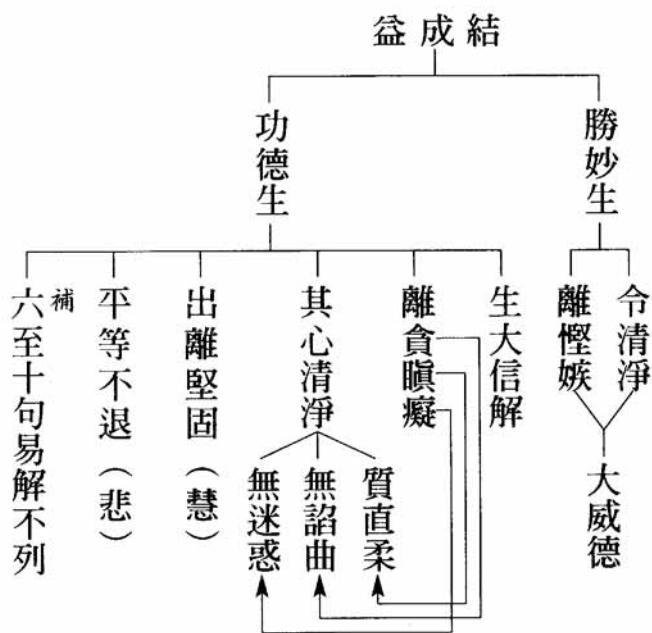 結成益
勝妙生
功德生
令清淨
離慳嫉
大威德
生大信解
離貪瞋癡
其心清淨
質直柔
無諂曲
無迷惑
出離堅固（慧）
平等不退（悲）
補
六至十句易解不列